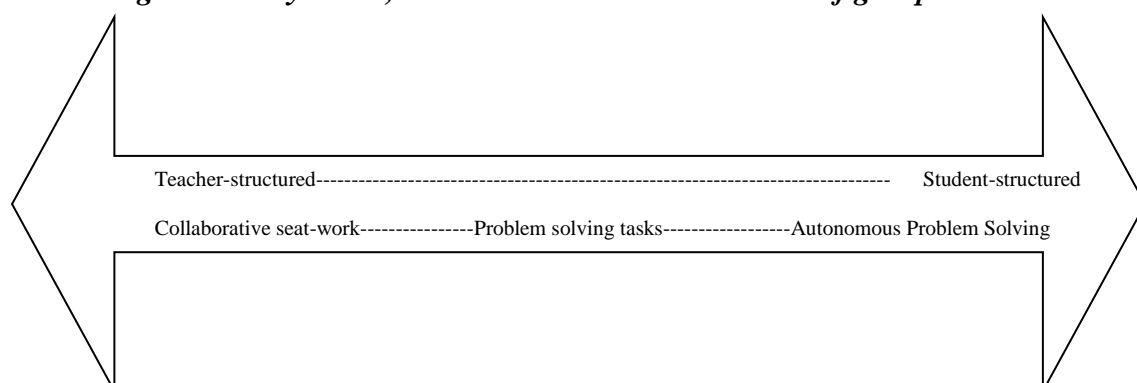 Teacher-structured--------------------------------------------------------------------------------- Student-structured
Collaborative seat-work----------------Problem solving tasks------------------Autonomous Problem Solving